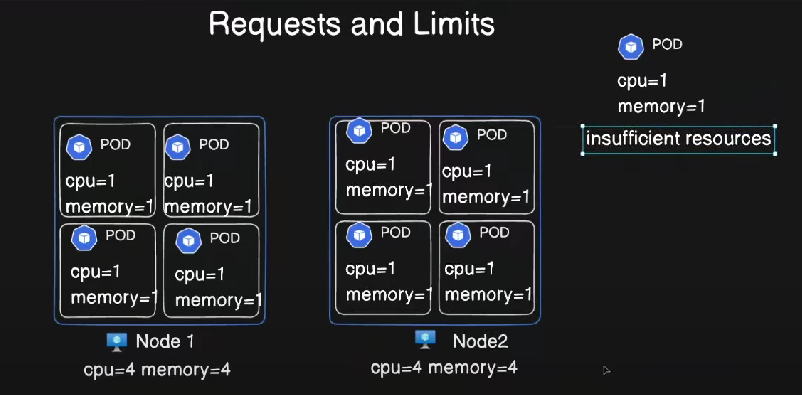 Requests and Limits
POD
cpu=1
memory=1
insufficient resources
POD
cpu=1
memory=1
POD
cpu=1
memory=1
POD
cpu=1
memory=1
POD
cpu=1
memory=1
Node 1
cpu=4 memory=4
POD
cpu=1
memory=1
POD
cpu=1
memory=1
POD
cpu=1
memory=1
POD
cpu=1
memory=1
Node2
cpu=4 memory=4